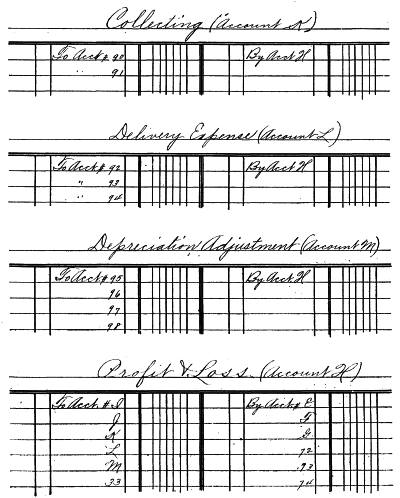 Collecting (Account K)
To Acct # 90 By Acct H
" 91
Delivery Expense (Account L)
To Acct # 92 By Acct H
" 93
" 94
Depreciation Adjustment (Account M)
To Acct # 95 By Acct. H
96
97
98
Profit & Loss (Account H)
To Acct. # I By Acct # E
J F
K G
L 72
M 73
33 74